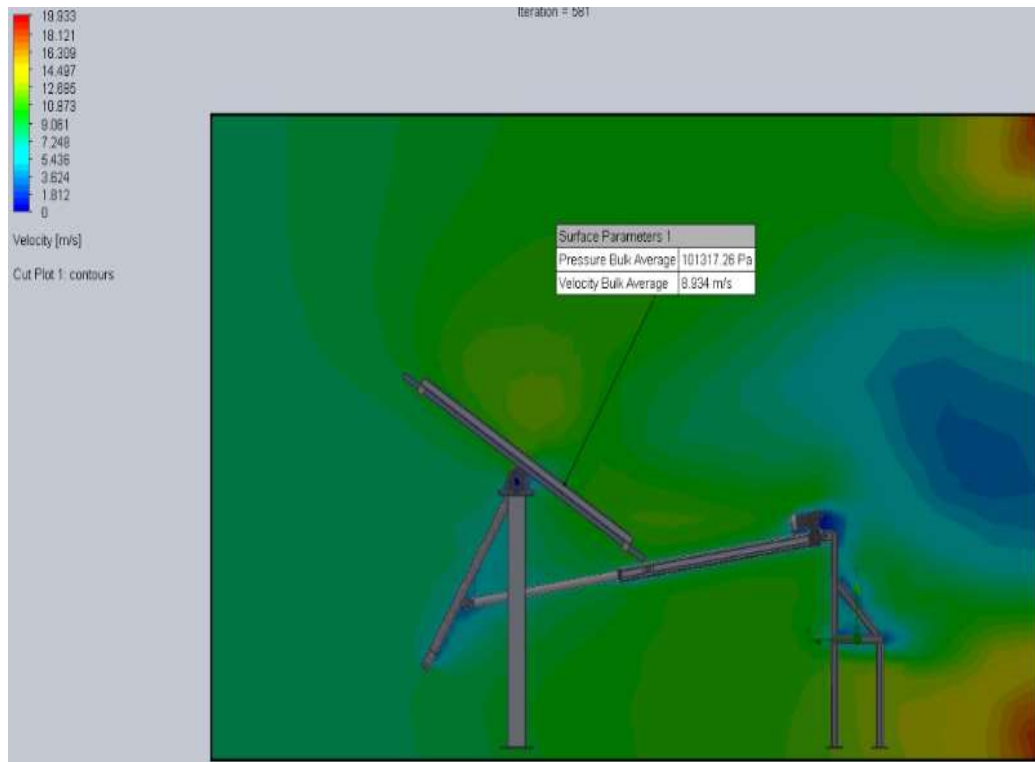 Iteration = 581
19.933
18.121
16.309
14.497
12.685
10.873
9.061
7.248
5.436
3.624
1.812
0
Velocity [m/s]
Cut Plot 1: contours
Surface Parameters 1
Pressure Bulk Average 101317.26 Pa
Velocity Bulk Average 8.934 m/s